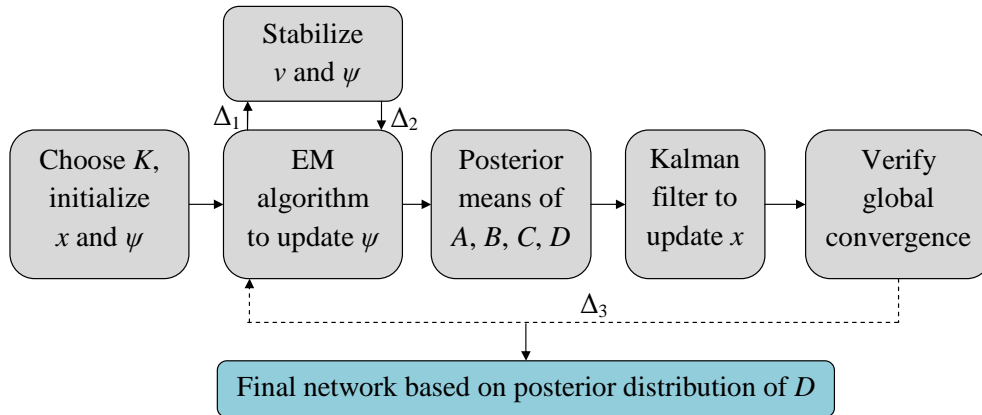 Stabilize
v and ψ
Δ₁
Δ₂
Choose K,
initialize
x and ψ
EM
algorithm
to update ψ
Posterior
means of
A, B, C, D
Kalman
filter to
update x
Verify
global
convergence
Δ₃
Final network based on posterior distribution of D